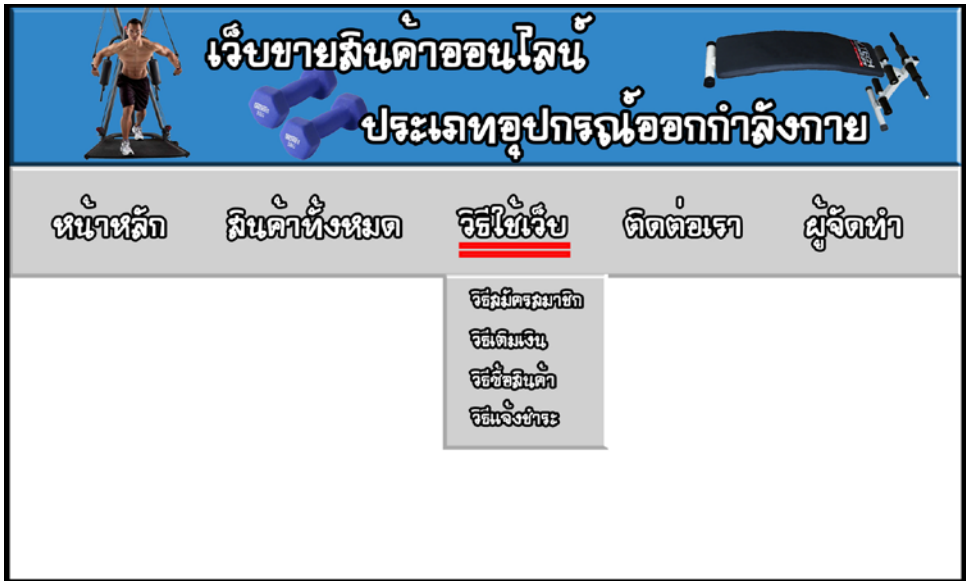 เว็บขายสินค้าออนไลน์
ประเภทอุปกรณ์ออกกำลังกาย
หน้าหลัก สินค้าทั้งหมด วิธีใช้เว็บ ติดต่อเรา ผู้จัดทำ
วิธีสมัครสมาชิก
วิธีเติมเงิน
วิธีซื้อสินค้า
วิธีแจ้งชำระ